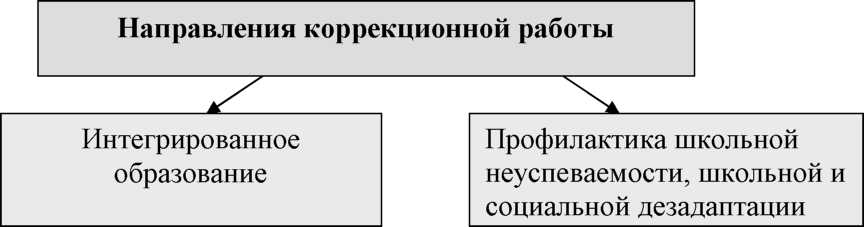 Направления коррекционной работы
Интегрированное
образование
Профилактика школьной
неуспеваемости, школьной и
социальной дезадаптации